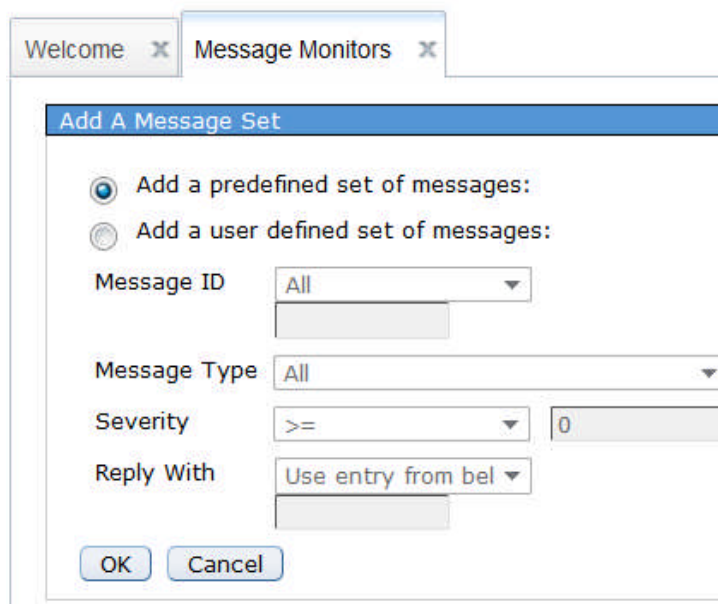 Welcome x Message Monitors x
Add A Message Set
Add a predefined set of messages:
Add a user defined set of messages:
Message ID All
Message Type All
Severity >= 0
Reply With Use entry from bel
OK Cancel